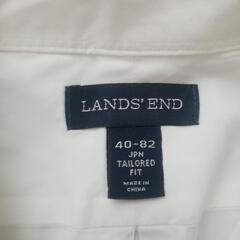 LANDS' END
40-82
JPN
TAILORED
FIT
MADE IN
CHINA